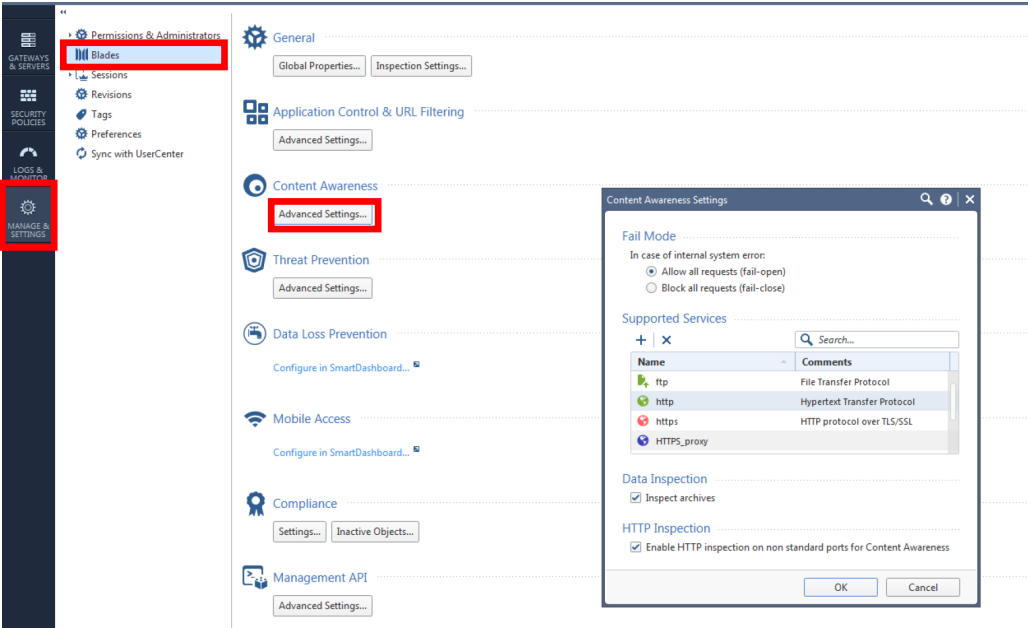 GATEWAYS
& SERVERS
SECURITY
POLICIES
LOGS &
MONITOR
MANAGE &
SETTINGS
Permissions & Administrators
Blades
Sessions
Revisions
Tags
Preferences
Sync with UserCenter
General
Global Properties... Inspection Settings...
Application Control & URL Filtering
Advanced Settings...
Content Awareness
Advanced Settings...
Threat Prevention
Advanced Settings...
Data Loss Prevention
Configure in SmartDashboard...
Mobile Access
Configure in SmartDashboard...
Compliance
Settings... Inactive Objects...
Management API
Advanced Settings...
Content Awareness Settings
Fail Mode
In case of internal system error:
Allow all requests (fail-open)
Block all requests (fail-close)
Supported Services
Search...
Name Comments
ftp File Transfer Protocol
http Hypertext Transfer Protocol
https HTTP protocol over TLS/SSL
HTTPS_proxy
Data Inspection
Inspect archives
HTTP Inspection
Enable HTTP inspection on non standard ports for Content Awareness
OK Cancel